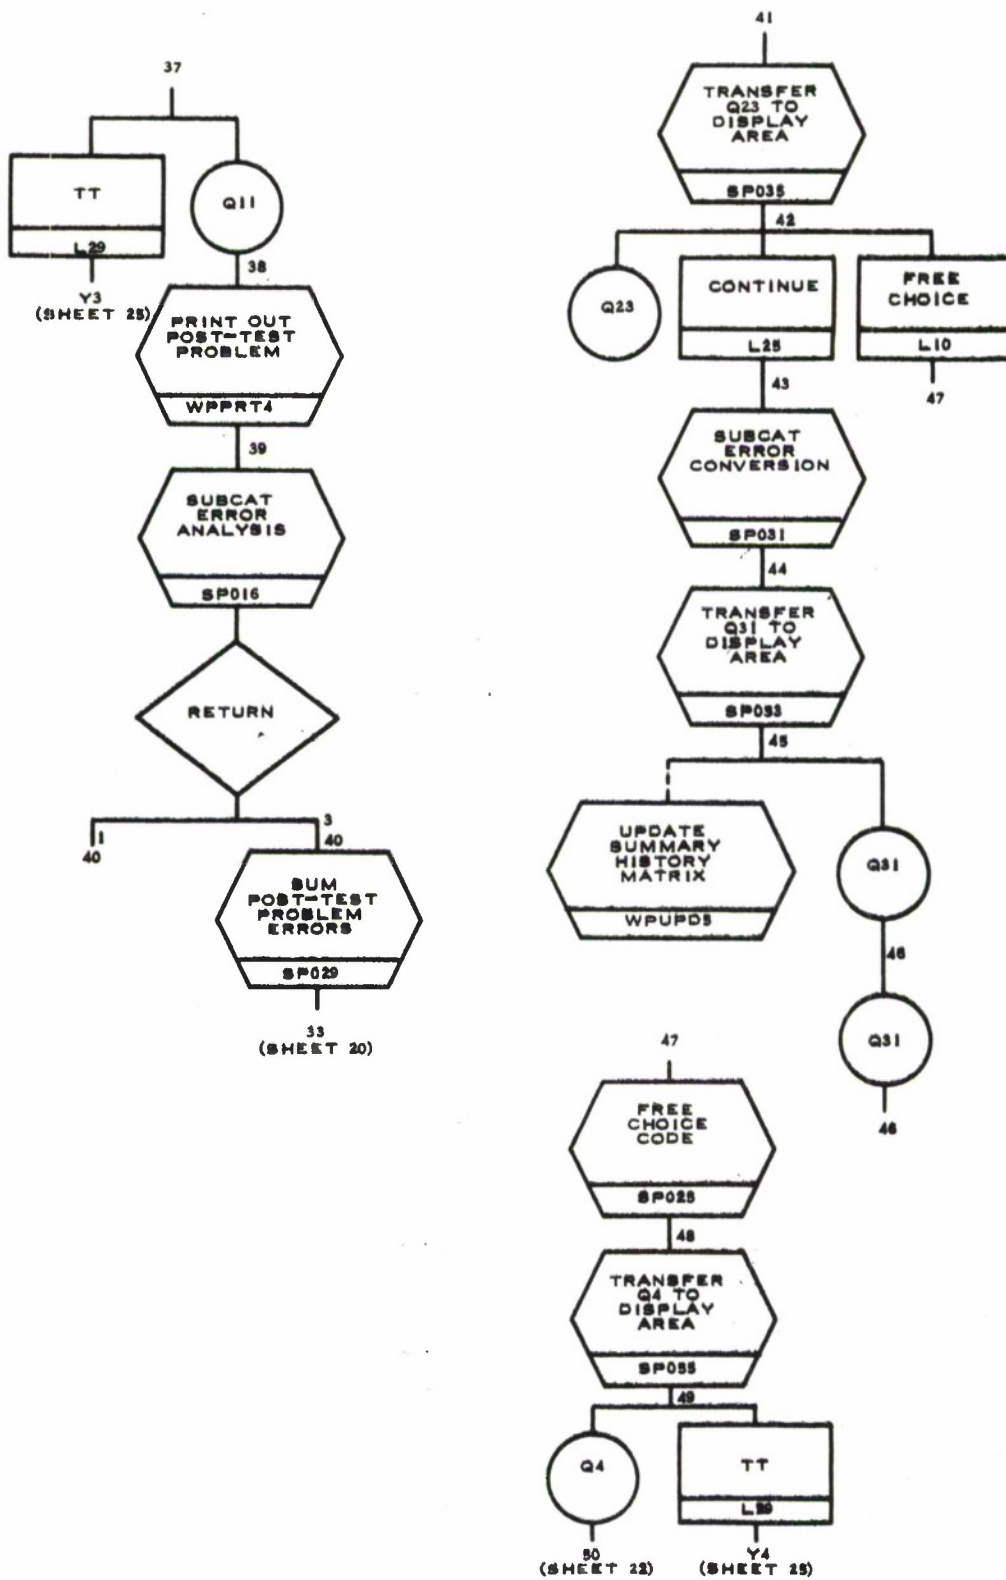 37
TT
L29
Y3
(SHEET 25)
Q11
38
PRINT OUT
POST-TEST
PROBLEM
WPPRT4
39
SUBCAT
ERROR
ANALYSIS
SP016
RETURN
1
40
3
40
SUM
POST-TEST
PROBLEM
ERRORS
SP029
33
(SHEET 20)
41
TRANSFER
Q23 TO
DISPLAY
AREA
SP035
42
Q23
CONTINUE
L25
FREE
CHOICE
L10
43
47
SUBCAT
ERROR
CONVERSION
SP031
44
TRANSFER
Q31 TO
DISPLAY
AREA
45
UPDATE
SUMMARY
HISTORY
MATRIX
WPUPD5
Q31
46
Q31
46
47
FREE
CHOICE
CODE
SP025
48
TRANSFER
Q4 TO
DISPLAY
AREA
49
Q4
50
(SHEET 22)
TT
Y4
(SHEET 25)